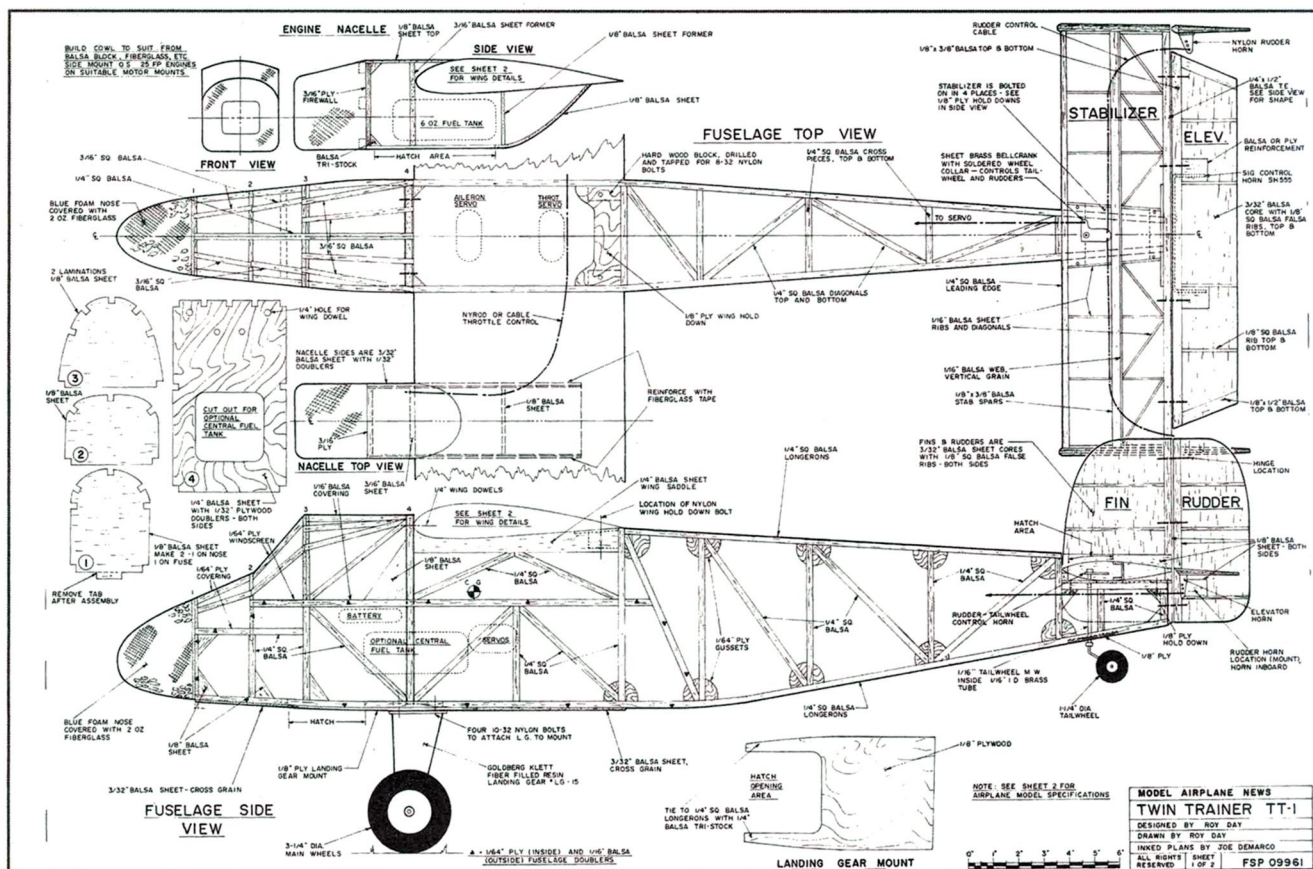 ENGINE NACELLE
1/8" BALSA
SHEET TOP
3/16" BALSA SHEET FORMER
SIDE VIEW
1/8" BALSA SHEET FORMER
BUILD COWL TO SUIT FROM
BALSA BLOCK, FIBERGLASS, ETC.
SIDE MOUNT O S 25 FP ENGINES
ON SUITABLE MOTOR MOUNTS
SEE SHEET 2
FOR WING DETAILS
3/16" PLY
FIREWALL
1/8" BALSA SHEET
6 OZ. FUEL TANK
BALSA
TRI-STOCK
HATCH AREA
FRONT VIEW
FUSELAGE TOP VIEW
RUDDER CONTROL
CABLE
1/8" x 3/8" BALSA TOP & BOTTOM
NYLON RUDDER
HORN
STABILIZER IS BOLTED
ON IN 4 PLACES - SEE
1/8" PLY HOLD DOWNS
IN SIDE VIEW
STABILIZER
1/4" x 1/2"
BALSA T.E.
SEE SIDE VIEW
FOR SHAPE
ELEV.
BALSA OR PLY
REINFORCEMENT
SIG CONTROL
HORN SH 555
SHEET BRASS BELLCRANK
WITH SOLDERED WHEEL
COLLAR - CONTROLS TAIL-
WHEEL AND RUDDERS
3/32" BALSA
CORE WITH 1/8"
SQ BALSA FALSE
RIBS, TOP &
BOTTOM
3/16" SQ BALSA
1/4" SQ BALSA
1
2
3
4
HARD WOOD BLOCK, DRILLED
AND TAPPED FOR 8-32 NYLON
BOLTS
1/4" SQ BALSA CROSS
PIECES, TOP & BOTTOM
BLUE FOAM NOSE
COVERED WITH
2 OZ FIBERGLASS
AILERON
SERVO
THROT
SERVO
TO SERVO
3/16" SQ BALSA
3/16" SQ
BALSA
1/4" SQ BALSA DIAGONALS
TOP AND BOTTOM
1/4" SQ BALSA
LEADING EDGE
1/16" BALSA SHEET
RIBS AND DIAGONALS
1/8" SQ BALSA
RIB TOP &
BOTTOM
1/16" BALSA WEB,
VERTICAL GRAIN
1/8" x 3/8" BALSA
STAB SPARS
1/8" x 1/2" BALSA
TOP & BOTTOM
2 LAMINATIONS
1/8" BALSA SHEET
1/4" HOLE FOR
WING DOWEL
NYROD OR CABLE
THROTTLE CONTROL
1/8" PLY WING HOLD
DOWN
3
1/8" BALSA
SHEET
CUT OUT FOR
OPTIONAL
CENTRAL FUEL
TANK
NACELLE SIDES ARE 3/32"
BALSA SHEET WITH 1/32"
DOUBLERS
REINFORCE WITH
FIBERGLASS TAPE
1/8" BALSA
SHEET
3/16" PLY
2
4
NACELLE TOP VIEW
3/16" BALSA
SHEET
1/4" BALSA SHEET
WITH 1/32" PLYWOOD
DOUBLERS - BOTH
SIDES
1/16" BALSA
COVERING
1/4" WING DOWELS
1/4" BALSA SHEET
WING SADDLE
1/4" SQ BALSA
LONGERONS
LOCATION OF NYLON
WING HOLD DOWN BOLT
FINS & RUDDERS ARE
3/32" BALSA SHEET CORES
WITH 1/8" SQ BALSA FALSE
RIBS - BOTH SIDES
HINGE
LOCATION
FIN
RUDDER
HATCH
AREA
1/8" BALSA
SHEET - BOTH
SIDES
1
1/8" BALSA SHEET
MAKE 2 - 1 ON NOSE
1 ON FUSE
REMOVE TAB
AFTER ASSEMBLY
1/64" PLY
WINDSCREEN
1/64" PLY
COVERING
1
2
3
4
SEE SHEET 2
FOR WING DETAILS
1/8" BALSA
SHEET
1/4" SQ
BALSA
C G
BATTERY
OPTIONAL CENTRAL
FUEL TANK
SERVOS
1/4" SQ
BALSA
1/4" SQ
BALSA
1/64" PLY
GUSSETS
1/4" SQ
BALSA
1/4" SQ
BALSA
RUDDER-TAILWHEEL
CONTROL HORN
1/4" SQ
BALSA
ELEVATOR
HORN
1/8" PLY
HOLD DOWN
1/8" PLY
RUDDER HORN
LOCATION (MOUNT)
HORN INBOARD
1/16" TAILWHEEL M W
INSIDE 1/16" I D BRASS
TUBE
1-1/4" DIA
TAILWHEEL
1/4" SQ BALSA
LONGERONS
BLUE FOAM NOSE
COVERED WITH 2 OZ
FIBERGLASS
1/8" BALSA
SHEET
HATCH
FOUR 10-32 NYLON BOLTS
TO ATTACH L.G. TO MOUNT
1/8" PLY LANDING
GEAR MOUNT
GOLDBERG KLETT
FIBER FILLED RESIN
LANDING GEAR #LG-15
3/32" BALSA SHEET,
CROSS GRAIN
3/32" BALSA SHEET-CROSS GRAIN
FUSELAGE SIDE
VIEW
3-1/4" DIA.
MAIN WHEELS
▲ - 1/64" PLY (INSIDE) AND 1/16" BALSA
(OUTSIDE) FUSELAGE DOUBLERS
1/8" PLYWOOD
HATCH
OPENING
AREA
TIE TO 1/4" SQ BALSA
LONGERONS WITH 1/4"
BALSA TRI-STOCK
LANDING GEAR MOUNT
NOTE: SEE SHEET 2 FOR
AIRPLANE MODEL SPECIFICATIONS
0" 1" 2" 3" 4" 5" 6"
MODEL AIRPLANE NEWS
TWIN TRAINER TT-1
DESIGNED BY ROY DAY
DRAWN BY ROY DAY
INKED PLANS BY JOE DEMARCO
ALL RIGHTS RESERVED
SHEET 1 OF 2
FSP 09961